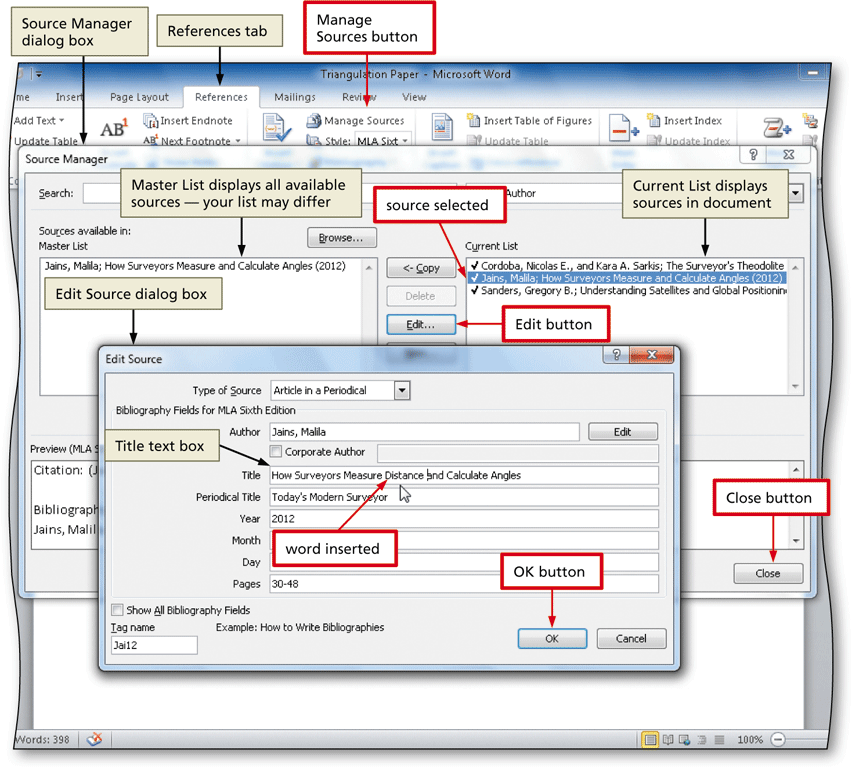 Source Manager
dialog box
References tab
Manage
Sources button
Triangulation Paper - Microsoft Word
me Insert Page Layout References Mailings Review View
Add Text
Update Table
AB¹
Insert Endnote
AB Next Footnote
Manage Sources
Style: MLA Sixt
Insert Table of Figures
Update Table
Insert Index
Update Index
Source Manager
Search:
Author
Master List displays all available
sources — your list may differ
source selected
Current List displays
sources in document
Sources available in:
Master List
Browse...
Current List
Jains, Malila; How Surveyors Measure and Calculate Angles (2012)
<- Copy
Delete
Edit...
Cordoba, Nicolas E., and Kara A. Sarkis; The Surveyor's Theodolite
Jains, Malila; How Surveyors Measure and Calculate Angles (2012)
Sanders, Gregory B.; Understanding Satellites and Global Positionin
Edit Source dialog box
Edit button
Edit Source
Type of Source Article in a Periodical
Bibliography Fields for MLA Sixth Edition
Author Jains, Malila Edit
Corporate Author
Title text box
Title How Surveyors Measure Distance and Calculate Angles
Periodical Title Today's Modern Surveyor
Year 2012
Month
Day
Pages 30-48
word inserted
OK button
Close button
Preview (MLA S
Citation: (J
Bibliograph
Jains, Malil
Close
Show All Bibliography Fields
Tag name Example: How to Write Bibliographies
Jai12
OK Cancel
Words: 398 100%